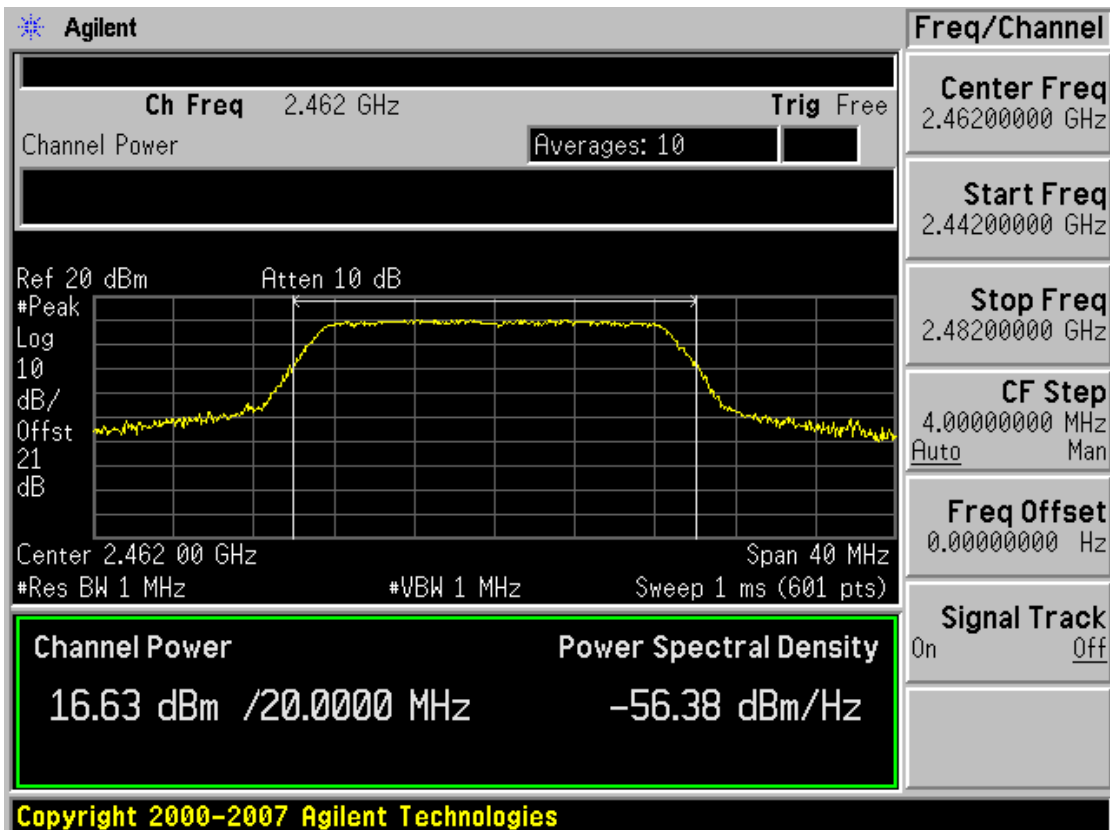 Agilent
Freq/Channel
Ch Freq 2.462 GHz Trig Free
Channel Power Averages: 10
Ref 20 dBm Atten 10 dB
#Peak
Log
10
dB/
Offst
21
dB
Center 2.462 00 GHz Span 40 MHz
#Res BW 1 MHz #VBW 1 MHz Sweep 1 ms (601 pts)
Channel Power Power Spectral Density
16.63 dBm /20.0000 MHz -56.38 dBm/Hz
Center Freq
2.46200000 GHz
Start Freq
2.44200000 GHz
Stop Freq
2.48200000 GHz
CF Step
4.00000000 MHz
Auto Man
Freq Offset
0.00000000 Hz
Signal Track
On Off
Copyright 2000-2007 Agilent Technologies